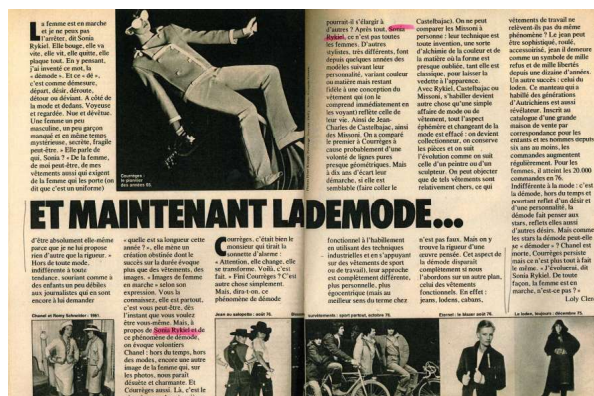 La femme est en marche
et je ne peux pas
l'arrêter, dit Sonia
Rykiel. Elle bouge, elle va
vite, elle vit, elle quitte, elle
plaque tout. En y pensant,
j'ai inventé ce mot, la
« démode ». Et ce « dé »,
c'est comme démesure,
départ, désir, déroute,
détour ou déviant. A côté de
la mode et dedans. Voyeuse
et regardée. Nue et dévêtue.
Une femme un peu
masculine, un peu garçon
manqué et en même temps
mystérieuse, secrète, fragile
peut-être. » Elle parle de
qui, Sonia ? « De la femme,
de moi peut-être, de mes
vêtements aussi qui exigent
de la femme qui les porte (on
dit que c'est un uniforme)
Courrèges :
le pionnier
des années 60.
pourrait-il s'élargir à
d'autres ? Après tout, Sonia
Rykiel, ce n'est pas toutes
les femmes. D'autres
stylistes, très différents, font
depuis quelques années des
modèles suivant leur
personnalité, variant couleur
ou matière mais restant
fidèle à une conception du
vêtement qui (on le
comprend immédiatement en
les voyant) reflète celle de
leur vie. Ainsi de Jean-
Charles de Castelbajac, ainsi
des Missoni. On a comparé
le premier à Courrèges à
cause probablement d'une
volonté de lignes pures
presque géométriques. Mais
à dix ans d'écart leur
démarche, si elle est
semblable (faire coller le
Castelbajac). On ne peut
comparer les Missoni à
personne : leur technique est
toute invention, une sorte
d'alchimie de la couleur et de
la matière où la forme est
presque oubliée, tant elle est
classique, pour laisser la
vedette à l'apparence.
Avec Rykiel, Castelbajac ou
Missoni, s'habiller devient
autre chose qu'une simple
affaire de mode ou de
vêtement, tout l'aspect
éphémère et changeant de la
mode est effacé : on devient
collectionneur, on conserve
les pièces et on suit
l'évolution comme on suit
celle d'un peintre ou d'un
sculpteur. On peut objecter
que de tels vêtements sont
relativement chers, ce qui
vêtements de travail ne
relèvent-ils pas du même
phénomène ? Le jean peut
être sophistiqué, rodé,
accessoirisé, jean il demeure
comme un symbole de mille
refus et de mille libertés
depuis une dizaine d'années.
Un autre succès : celui du
loden. Ce manteau qui a
habillé des générations
d'Autrichiens est aussi
révélateur. Inscrit au
catalogue d'une grande
maison de vente par
correspondance pour les
enfants et les hommes depuis
six ans au moins, les
commandes augmentent
régulièrement. Pour les
femmes, il atteint les 20.000
commandes en 76.
Indifférente à la mode : c'est
la démode, hors du temps et
pourtant reflet d'un désir et
d'une personnalité, la
démode fait penser aux
stars, reflets elles aussi
d'autres désirs. Mais comme
les stars la démode peut-elle
se « démoder » ? Chanel est
morte, Courrèges persiste
mais ce n'est pas tout à fait
le même. « J'évoluerai, dit
Sonia Rykiel. De toute
façon, la femme est en
marche, n'est-ce pas ? »
Loly Cler
ET MAINTENANT LA DEMODE...
d'être absolument elle-même
parce que je ne lui propose
rien d'autre que la rigueur. »
Hors de toute mode,
indifférente à toute
tendance, souriant comme à
des enfants un peu débiles
aux journalistes qui en sont
encore à lui demander
« quelle est sa longueur cette
année ? », elle mène un
création obstinée dont le
succès sur la durée évoque
plus que des vêtements, des
images. « Images de femme
en marche » selon son
expression. Vous la
connaissez, elle est partout,
c'est vous peut-être, dès
l'instant que vous voulez
être vous-même. Mais, à
propos de Sonia Rykiel et de
ce phénomène de démode,
on évoque volontiers
Chanel : hors du temps, hors
des modes, encore une autre
image de la femme qui, sur
les photos, nous paraît
désuète et charmante. Et
Courrèges aussi. Là, c'est le
Courrèges, c'était bien le
monsieur qui tirait la
sonnette d'alarme :
« Attention, elle change, elle
se transforme. Voilà, c'est
fait. » Fini Courrèges ? C'est
autre chose simplement.
Mais, dira-t-on, ce
phénomène de démode
fonctionnel à l'habillement
en utilisant des techniques
industrielles et en s'appuyant
sur des vêtements de sport
ou de travail), leur approche
est complètement différente,
plus personnelle, plus
égocentrique (mais au
meilleur sens du terme chez
n'est pas faux. Mais on y
trouve la rigueur d'une
œuvre pensée. Cet aspect de
la démode disparaît
complètement si nous
l'abordons sur un autre plan,
celui des vêtements
fonctionnels. En effet :
jeans, lodens, cabans,
Chanel et Romy Schneider : 1961.
Jean ou salopette : août 76.
survêtements : sport partout, octobre 76.
Eternel : le blazer août 76.
Le loden, toujours : décembre 75.